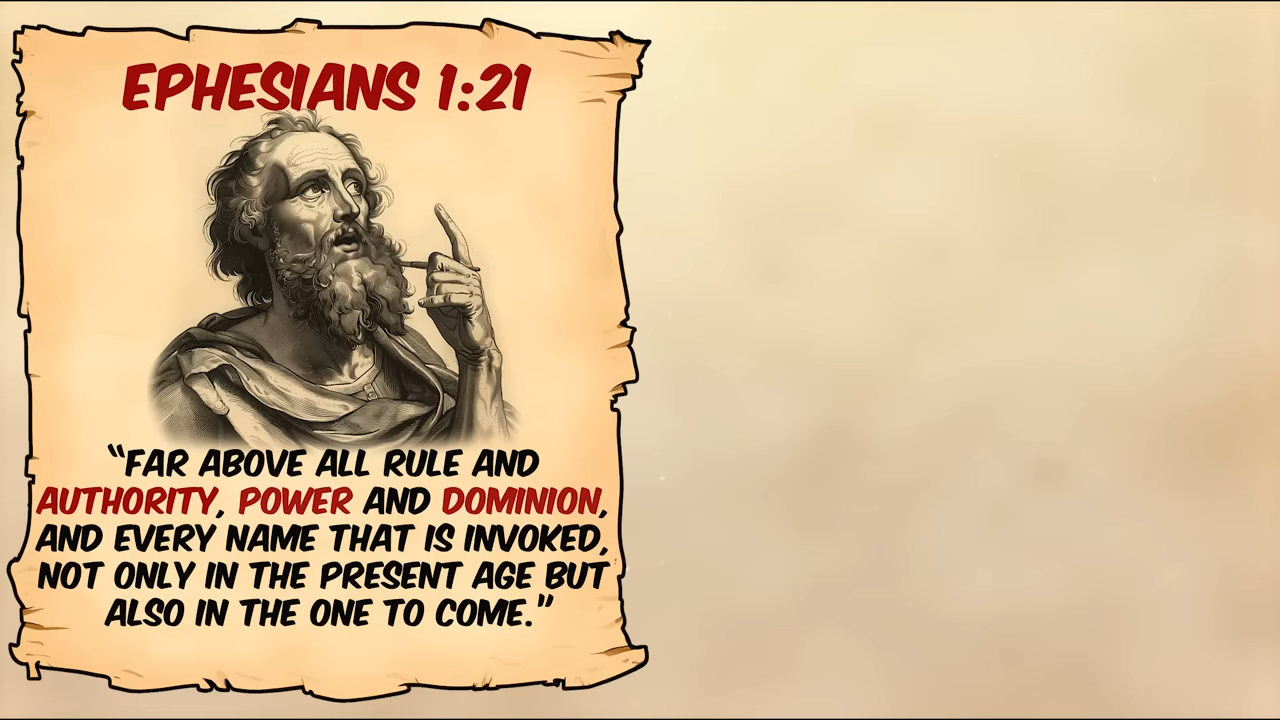 EPHESIANS 1:21
“FAR ABOVE ALL RULE AND
AUTHORITY, POWER AND DOMINION,
AND EVERY NAME THAT IS INVOKED,
NOT ONLY IN THE PRESENT AGE BUT
ALSO IN THE ONE TO COME.”